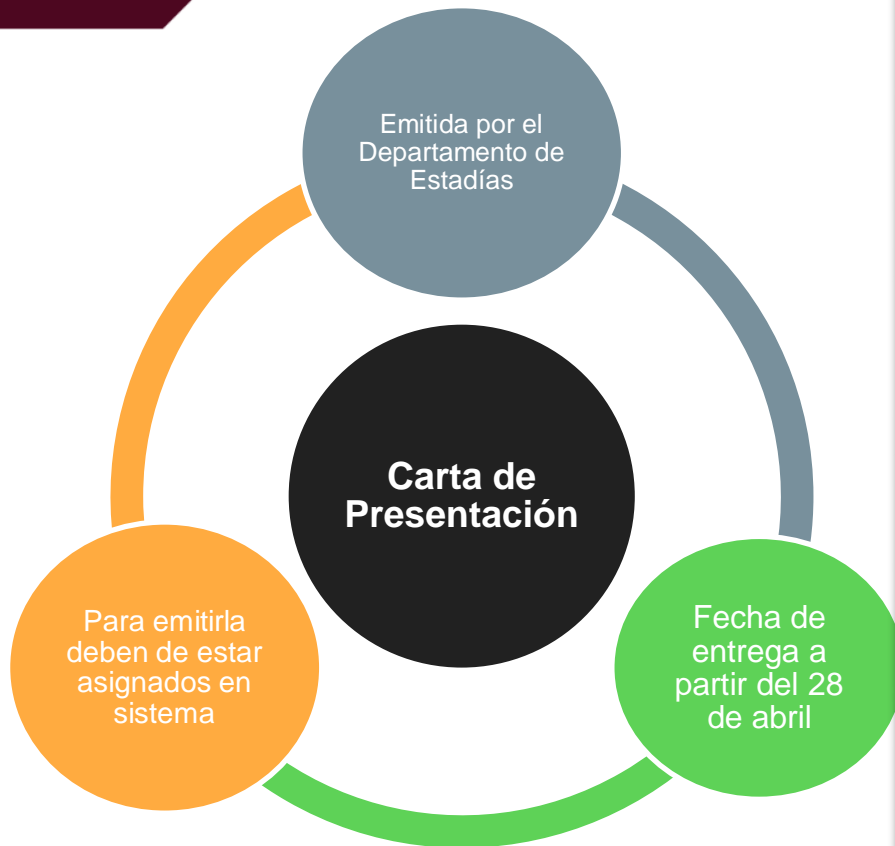 Emitida por el
Departamento de
Estadías
Carta de
Presentación
Para emitirla
deben de estar
asignados en
sistema
Fecha de
entrega a
partir del 28
de abril